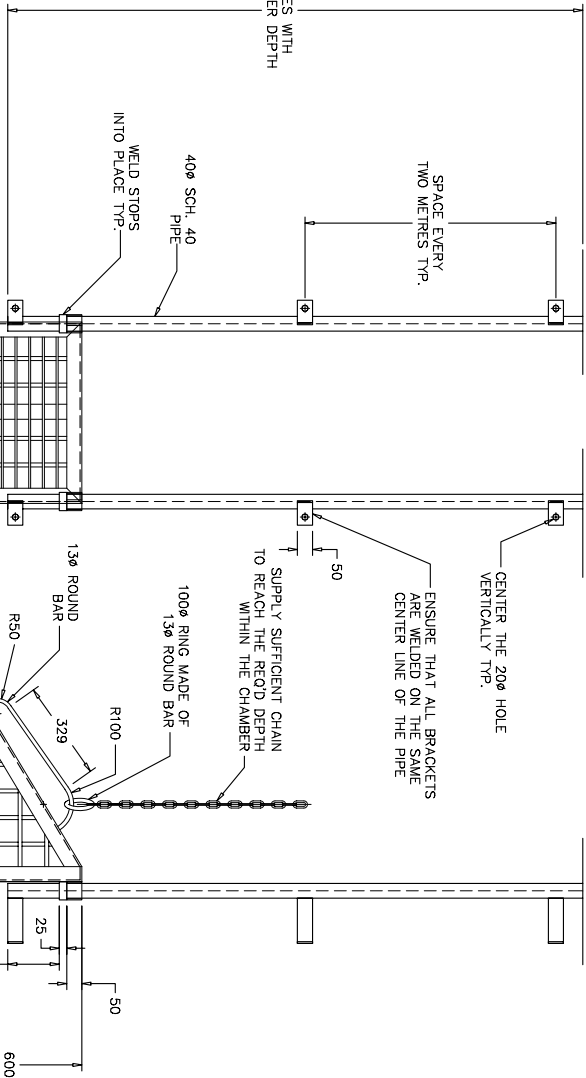 ES WITH
ER DEPTH
SPACE EVERY
TWO METRES TYP.
40ø SCH. 40
PIPE
WELD STOPS
INTO PLACE TYP.
CENTER THE 20ø HOLE
VERTICALLY TYP.
ENSURE THAT ALL BRACKETS
ARE WELDED ON THE SAME
CENTER LINE OF THE PIPE
50
SUPPLY SUFFICIENT CHAIN
TO REACH THE REQ'D DEPTH
WITHIN THE CHAMBER
100ø RING MADE OF
13ø ROUND BAR
R100
329
13ø ROUND
BAR
R50
25
50
600